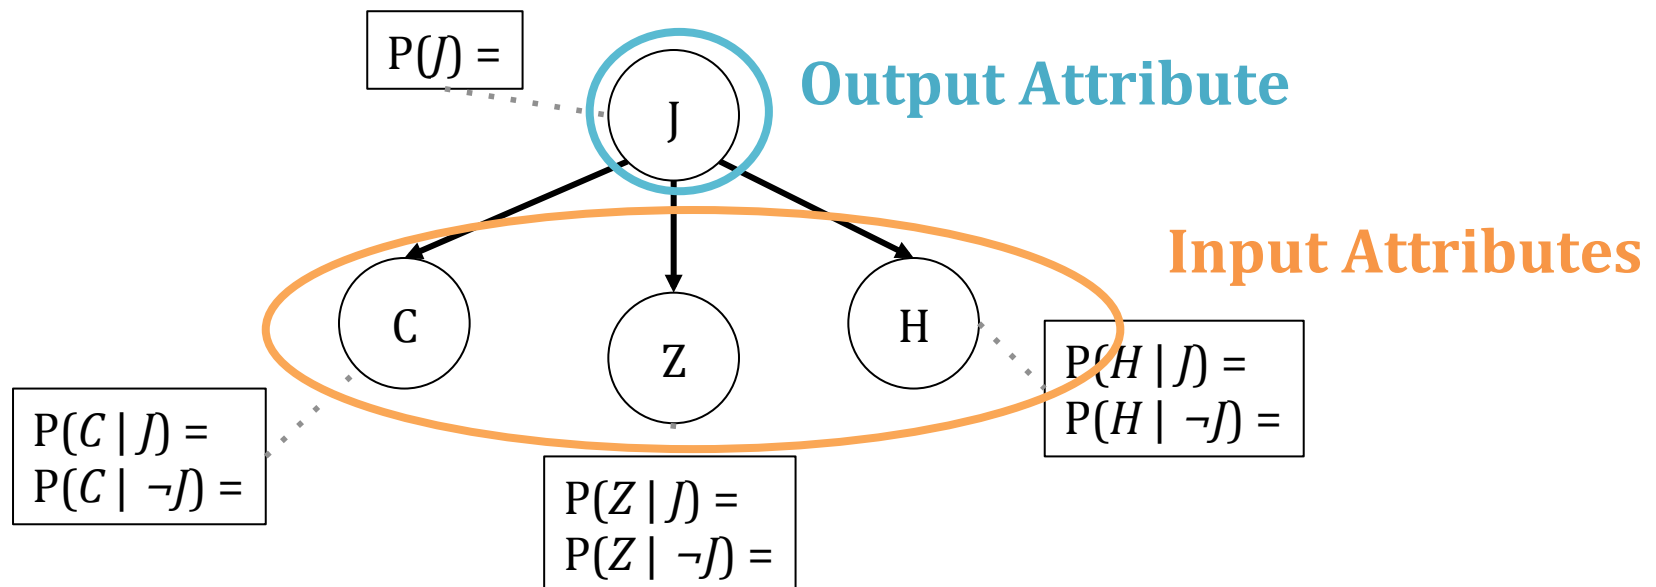 P(J) =
J
Output Attribute
Input Attributes
C
Z
H
P(H | J) =
P(H | ¬J) =
P(C | J) =
P(C | ¬J) =
P(Z | J) =
P(Z | ¬J) =